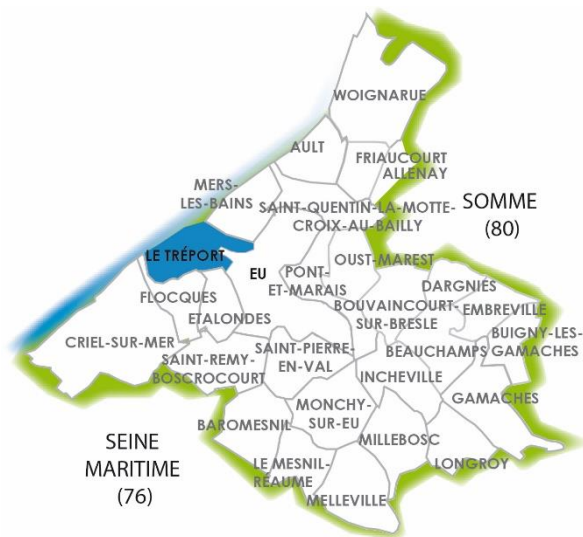 WOIGNARUE
AULT
FRIAUCOURT
ALLENAY
MERS-
LES-BAINS
SAINT-QUENTIN-LA-MOTTE-
CROIX-AU-BAILLY
SOMME
(80)
LE TRÉPORT
EU
PONT-
ET-MARAIS
OUST-MAREST
DARGNIÉS
FLOCQUES
ETALONDES
BOUVAINCOURT-
SUR-BRESLE
EMBREVILLE
BUIGNY-LES-
GAMACHES
CRIEL-SUR-MER
SAINT-REMY-
BOSCROCOURT
SAINT-PIERRE-
EN-VAL
BEAUCHAMPS
INCHEVILLE
GAMACHES
BAROMESNIL
MONCHY-
SUR-EU
MILLEBOSC
SEINE
MARITIME
(76)
LE MESNIL-
RÉAUME
LONGROY
MELLEVILLE